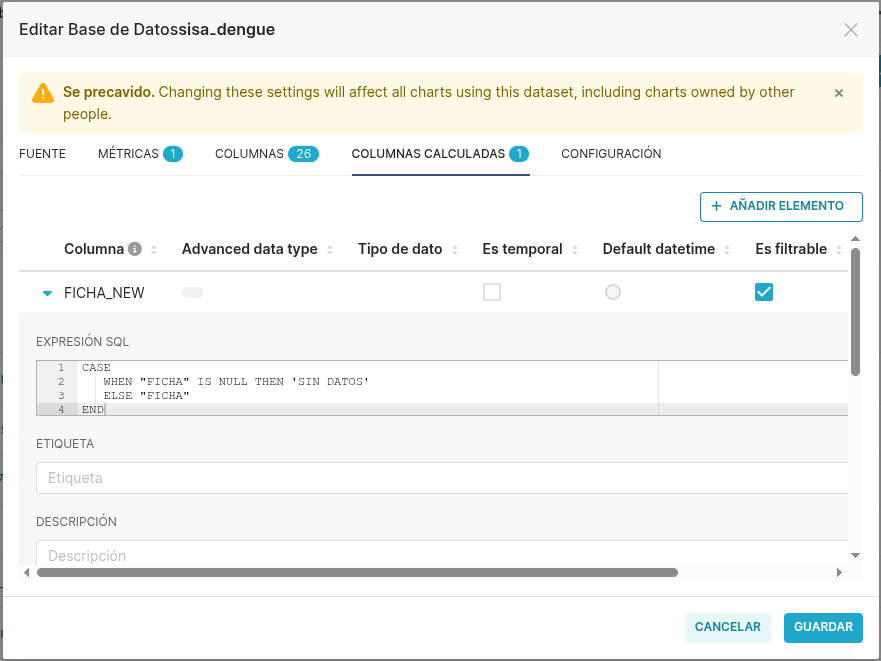 Editar Base de Datossisa_dengue
Se precavido. Changing these settings will affect all charts using this dataset, including charts owned by other
people.
FUENTE MÉTRICAS 1 COLUMNAS 26 COLUMNAS CALCULADAS 1 CONFIGURACIÓN
+ AÑADIR ELEMENTO
Columna Advanced data type Tipo de dato Es temporal Default datetime Es filtrable
FICHA_NEW
EXPRESIÓN SQL
1 CASE
2 WHEN "FICHA" IS NULL THEN 'SIN DATOS'
3 ELSE "FICHA"
4 END
ETIQUETA
Etiqueta
DESCRIPCIÓN
Descripción
CANCELAR GUARDAR